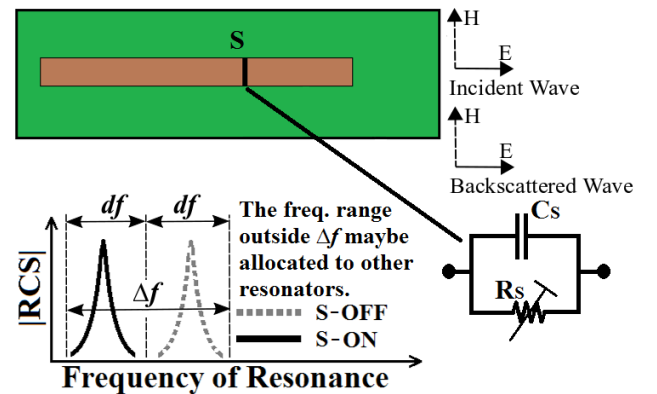 S
H
E
Incident Wave
H
E
Backscattered Wave
df
df
Δf
|RCS|
Frequency of Resonance
The freq. range
outside Δf maybe
allocated to other
resonators.
S-OFF
S-ON
Cs
Rs